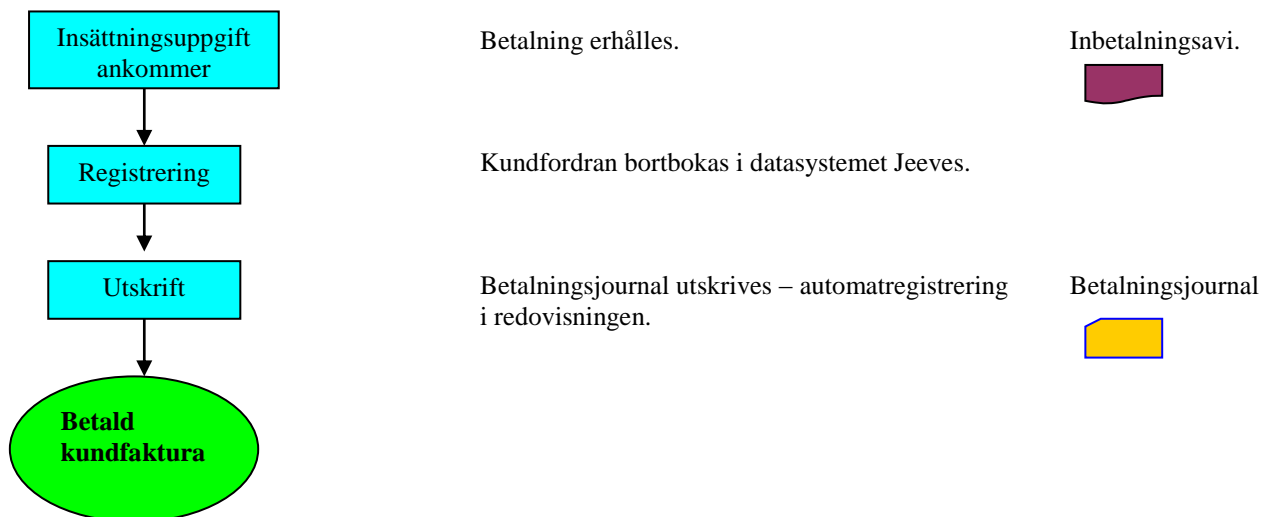 Insättningsuppgift
ankommer
Betalning erhålles.
Inbetalningsavi.
Registrering
Kundfordran bortbokas i datasystemet Jeeves.
Utskrift
Betalningsjournal utskrives – automatregistrering
i redovisningen.
Betalningsjournal
Betald
kundfaktura